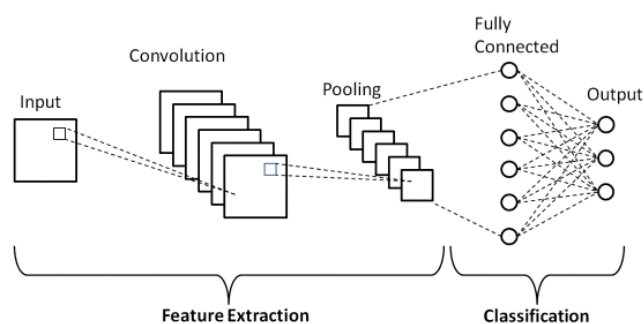 Fully
Connected
Convolution
Pooling
Input
Output
Feature Extraction
Classification